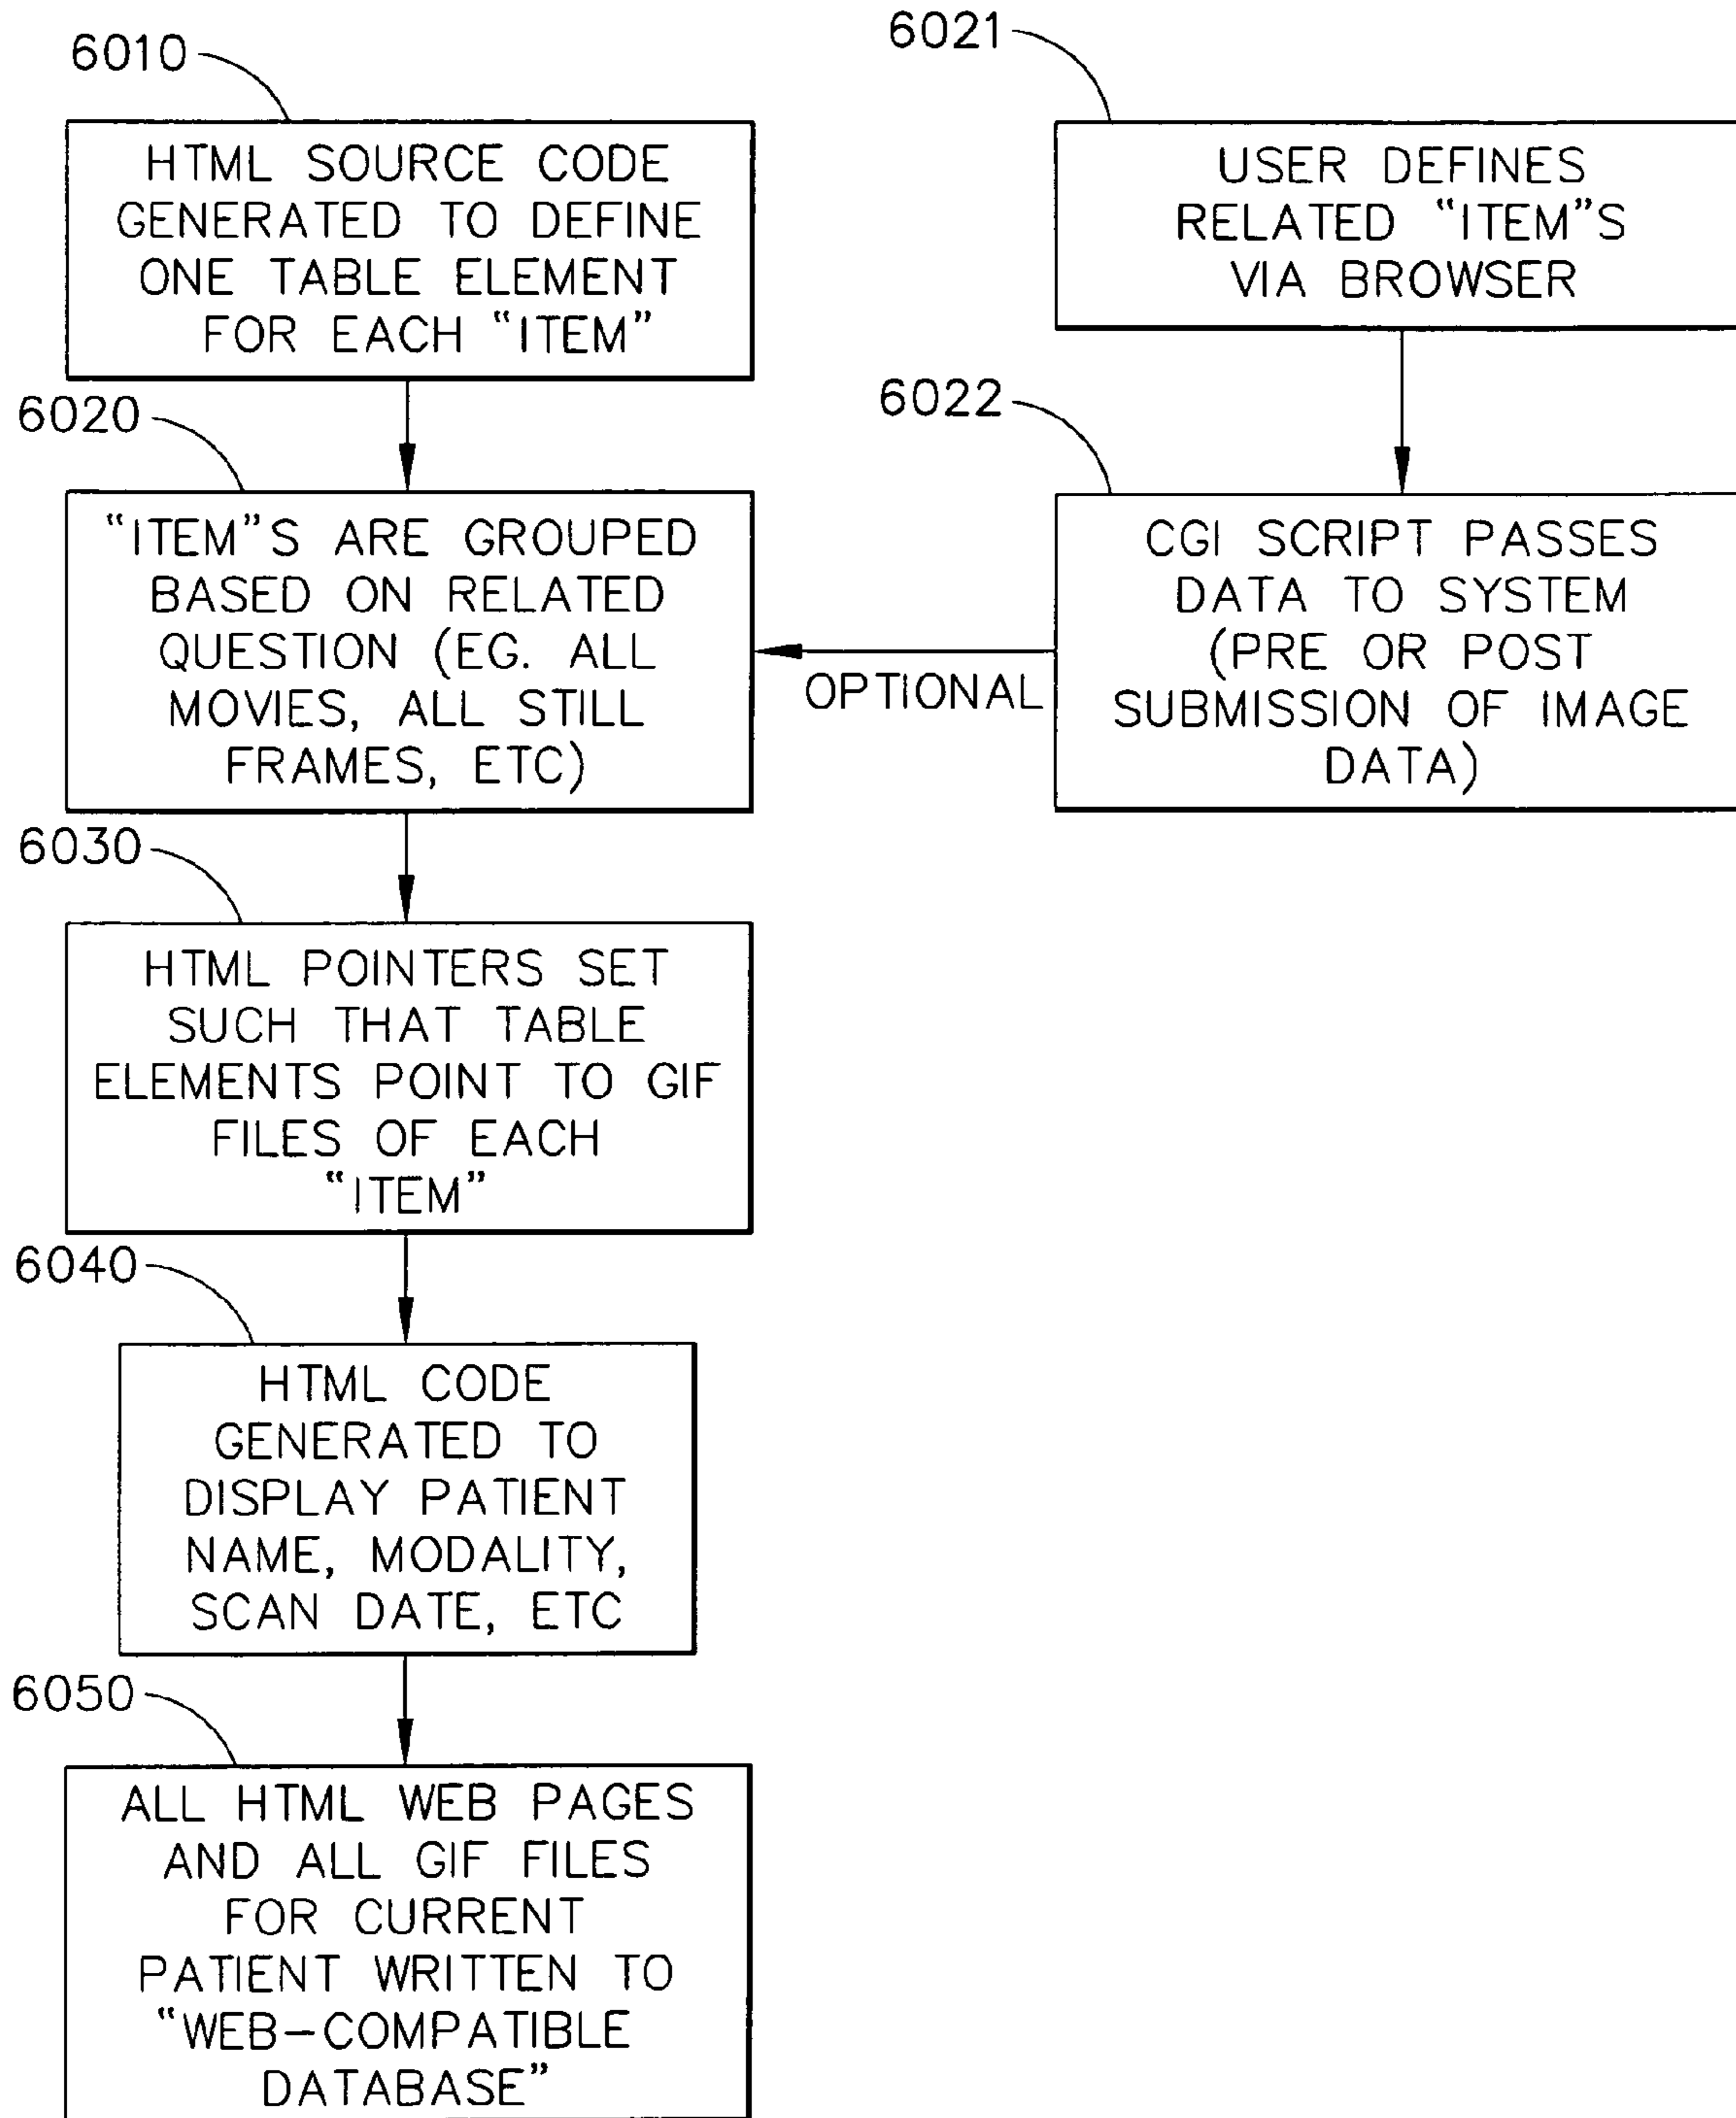 6010
HTML SOURCE CODE
GENERATED TO DEFINE
ONE TABLE ELEMENT
FOR EACH “ITEM”
6020
“ITEM”S ARE GROUPED
BASED ON RELATED
QUESTION (EG. ALL
MOVIES, ALL STILL
FRAMES, ETC)
6030
HTML POINTERS SET
SUCH THAT TABLE
ELEMENTS POINT TO GIF
FILES OF EACH
“ITEM”
6040
HTML CODE
GENERATED TO
DISPLAY PATIENT
NAME, MODALITY,
SCAN DATE, ETC
6050
ALL HTML WEB PAGES
AND ALL GIF FILES
FOR CURRENT
PATIENT WRITTEN TO
“WEB-COMPATIBLE
DATABASE”
6021
USER DEFINES
RELATED “ITEM”S
VIA BROWSER
6022
CGI SCRIPT PASSES
DATA TO SYSTEM
(PRE OR POST
SUBMISSION OF IMAGE
DATA)
OPTIONAL